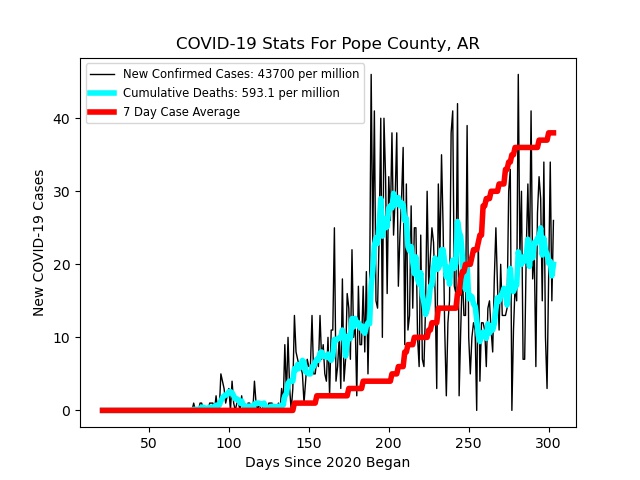 COVID-19 Stats For Pope County, AR
New Confirmed Cases: 43700 per million
Cumulative Deaths: 593.1 per million
7 Day Case Average
New COVID-19 Cases
40
30
20
10
0
50 100 150 200 250 300
Days Since 2020 Began